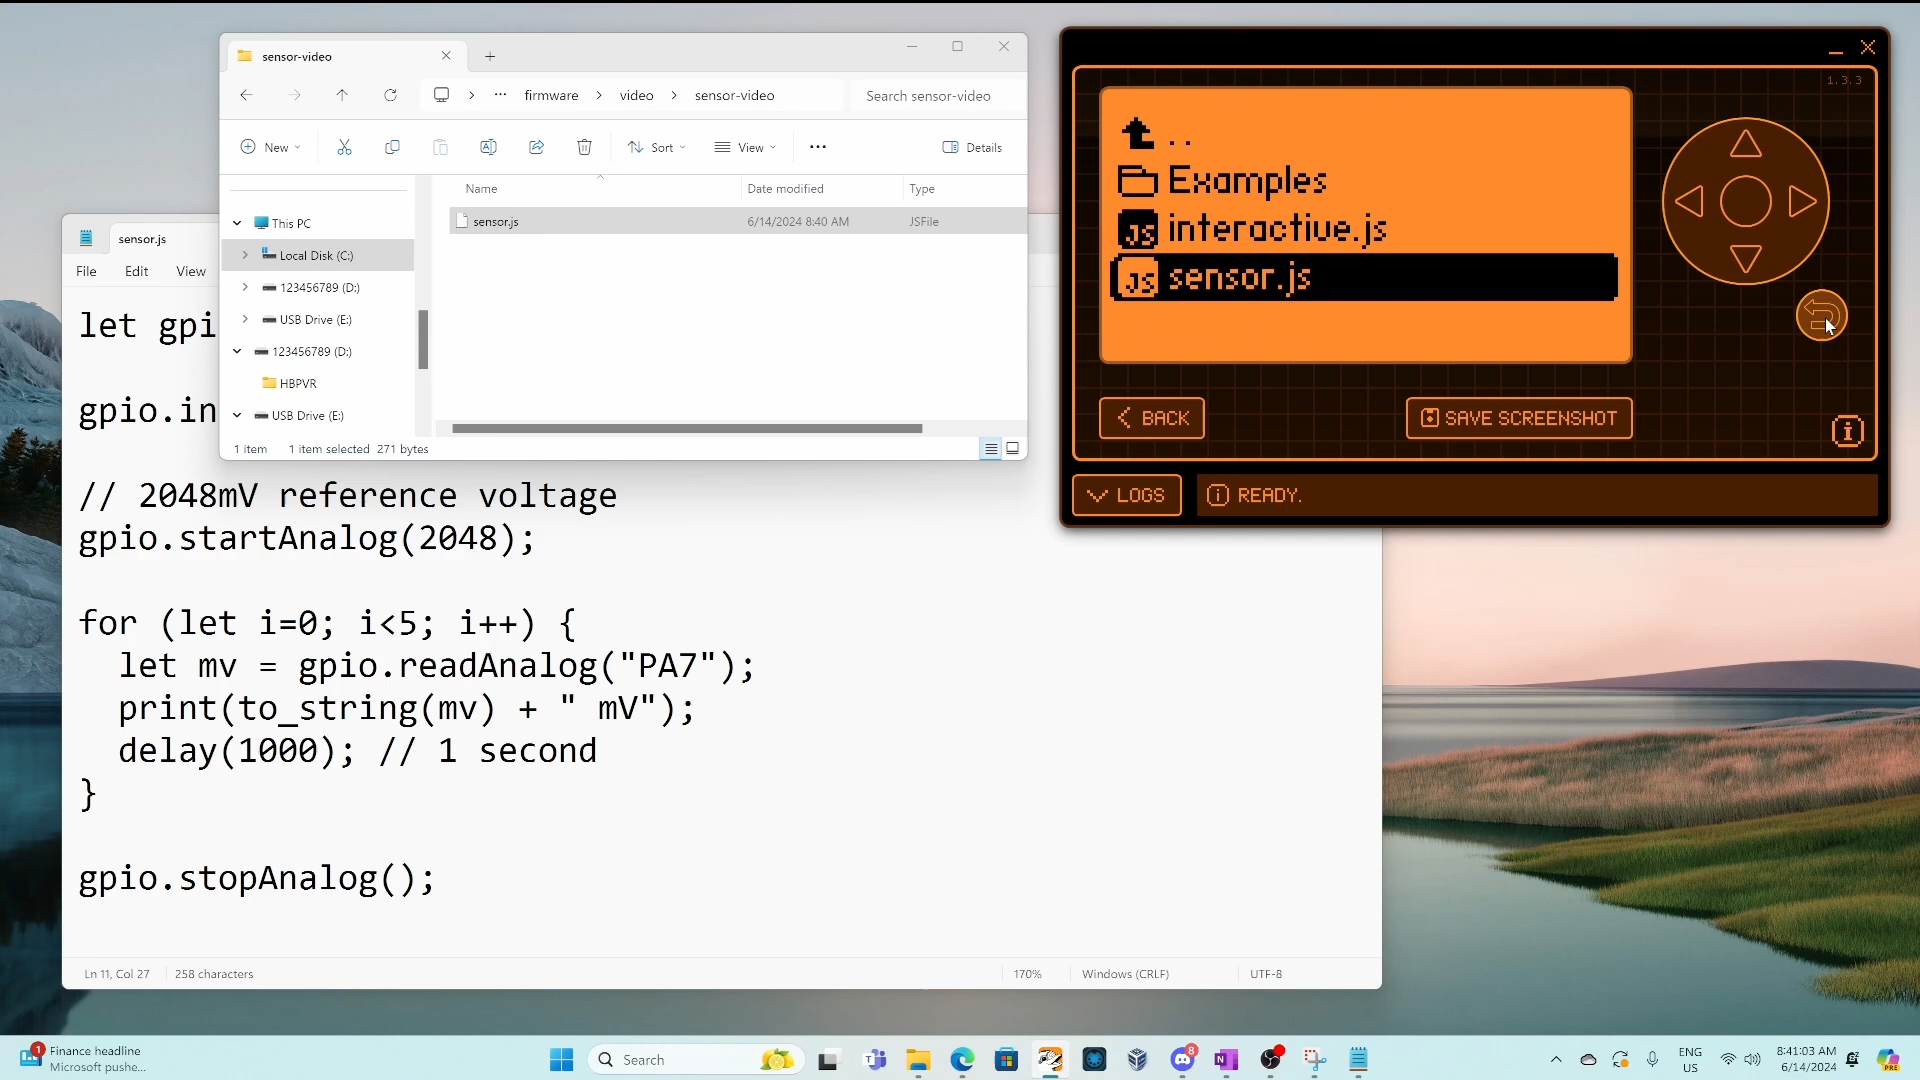 sensor-video
firmware
video
sensor-video
Search sensor-video
New
Sort
View
Details
Name
Date modified
Type
This PC
Local Disk (C:)
123456789 (D:)
USB Drive (E:)
123456789 (D:)
HBPVR
USB Drive (E:)
sensor.js
6/14/2024 8:40 AM
JSFile
1 item
1 item selected 271 bytes
sensor.js
File
Edit
View
let gpi
gpio.in
// 2048mV reference voltage
gpio.startAnalog(2048);
for (let i=0; i<5; i++) {
let mv = gpio.readAnalog("PA7");
print(to_string(mv) + " mV");
delay(1000); // 1 second
}
gpio.stopAnalog();
Ln 11, Col 27
258 characters
170%
Windows (CRLF)
UTF-8
1.3.3
..
Examples
JS interactive.js
JS sensor.js
BACK
SAVE SCREENSHOT
LOGS
READY.
1
Finance headline
Microsoft pushe...
Search
8
ENG
US
8:41:03 AM
6/14/2024
PRE